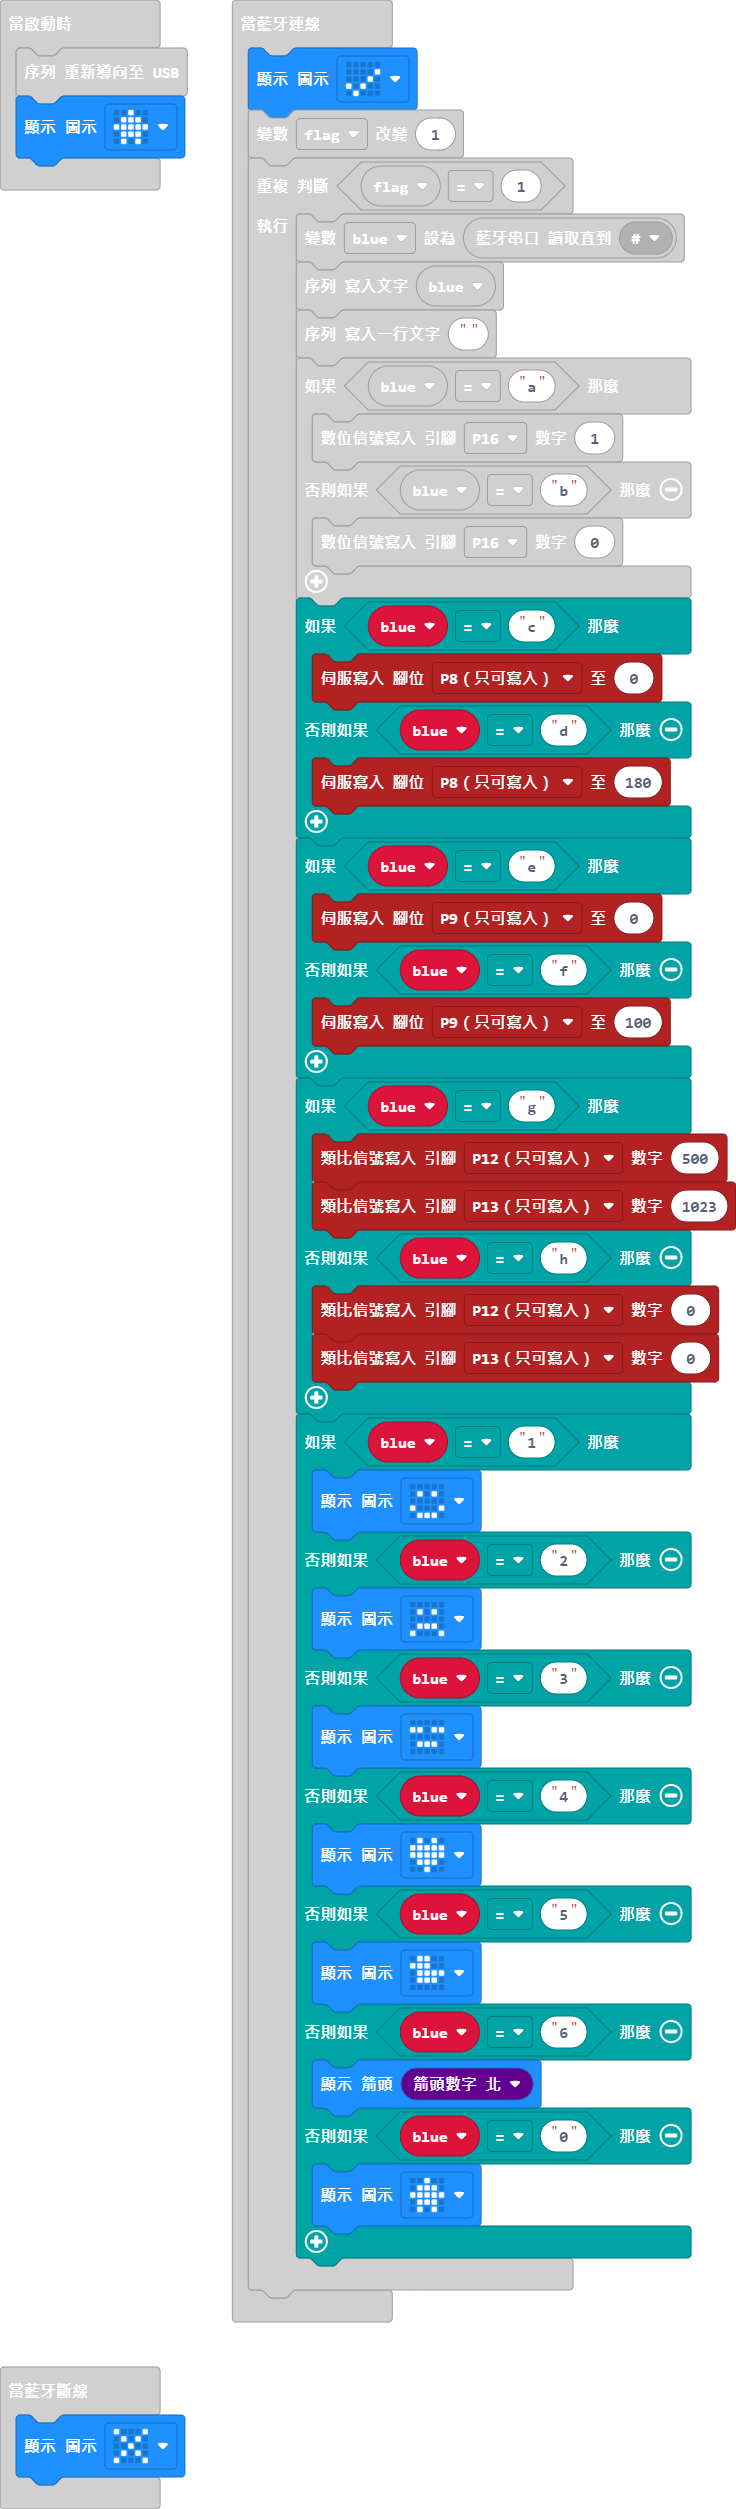 當啟動時
序列 重新導向至 USB
顯示 圖示
當藍牙連線
顯示 圖示
變數 flag 改變 1
重複 判斷 flag = 1
執行
變數 blue 設為 藍牙串口 讀取直到 #
序列 寫入文字 blue
序列 寫入一行文字 " "
如果 blue = "a" 那麼
數位信號寫入 引腳 P16 數字 1
否則如果 blue = "b" 那麼
數位信號寫入 引腳 P16 數字 0
如果 blue = "c" 那麼
伺服寫入 腳位 P8(只可寫入) 至 0
否則如果 blue = "d" 那麼
伺服寫入 腳位 P8(只可寫入) 至 180
如果 blue = "e" 那麼
伺服寫入 腳位 P9(只可寫入) 至 0
否則如果 blue = "f" 那麼
伺服寫入 腳位 P9(只可寫入) 至 100
如果 blue = "g" 那麼
類比信號寫入 引腳 P12(只可寫入) 數字 500
類比信號寫入 引腳 P13(只可寫入) 數字 1023
否則如果 blue = "h" 那麼
類比信號寫入 引腳 P12(只可寫入) 數字 0
類比信號寫入 引腳 P13(只可寫入) 數字 0
如果 blue = "1" 那麼
顯示 圖示
否則如果 blue = "2" 那麼
顯示 圖示
否則如果 blue = "3" 那麼
顯示 圖示
否則如果 blue = "4" 那麼
顯示 圖示
否則如果 blue = "5" 那麼
顯示 圖示
否則如果 blue = "6" 那麼
顯示 箭頭 箭頭數字 北
否則如果 blue = "0" 那麼
顯示 圖示
當藍牙斷線
顯示 圖示